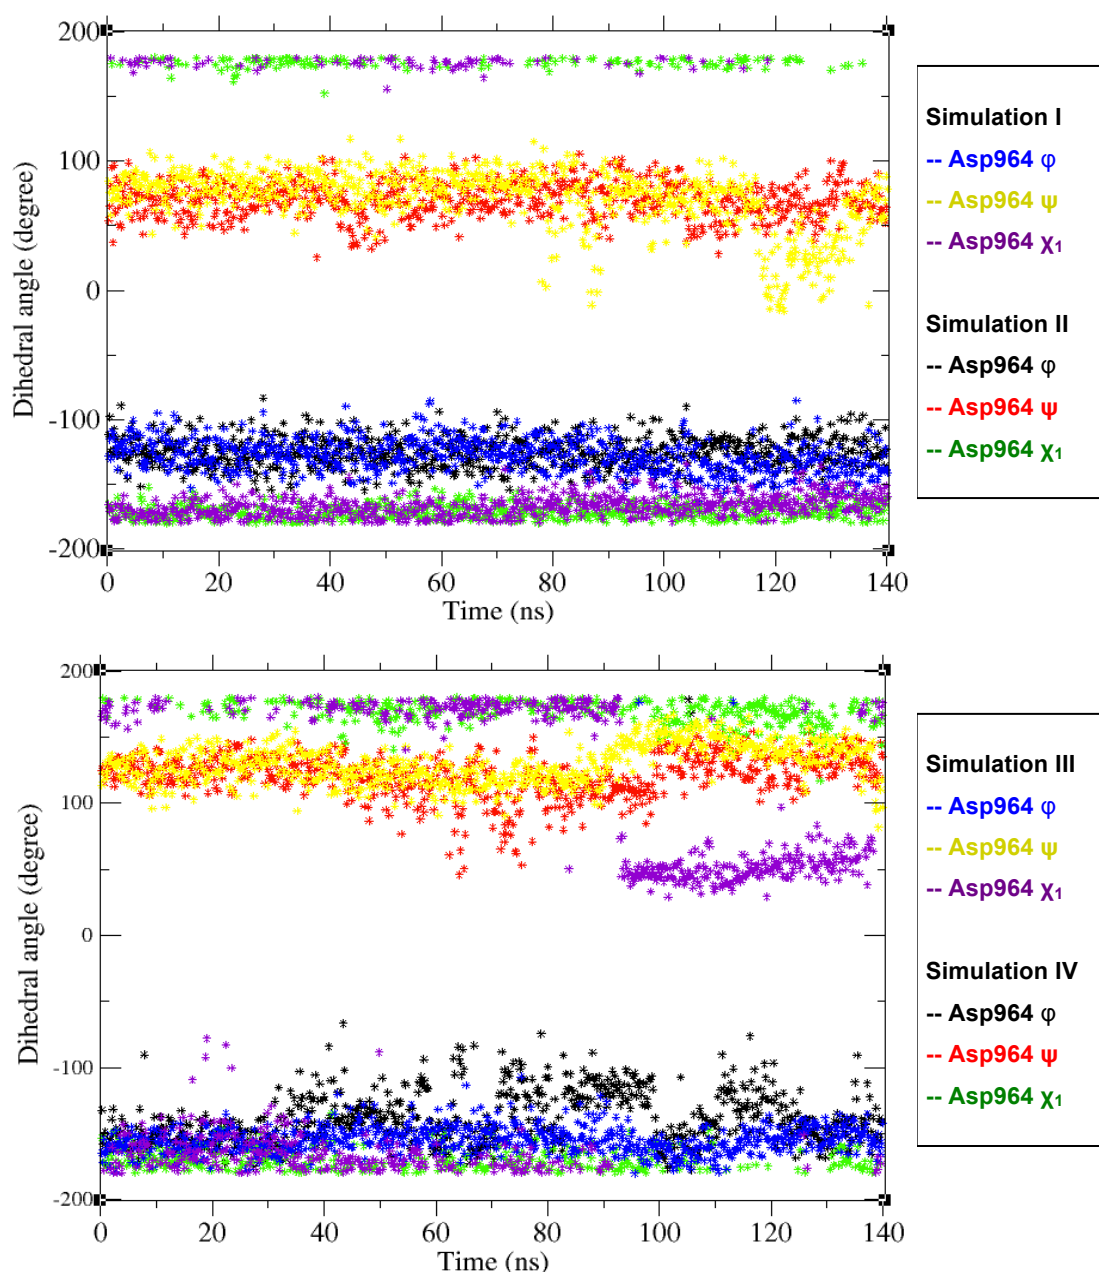 200
100
0
-100
-200
Dihedral angle (degree)
0 20 40 60 80 100 120 140
Time (ns)
Simulation I
-- Asp964 φ
-- Asp964 ψ
-- Asp964 χ₁
Simulation II
-- Asp964 φ
-- Asp964 ψ
-- Asp964 χ₁
200
100
0
-100
-200
Dihedral angle (degree)
0 20 40 60 80 100 120 140
Time (ns)
Simulation III
-- Asp964 φ
-- Asp964 ψ
-- Asp964 χ₁
Simulation IV
-- Asp964 φ
-- Asp964 ψ
-- Asp964 χ₁